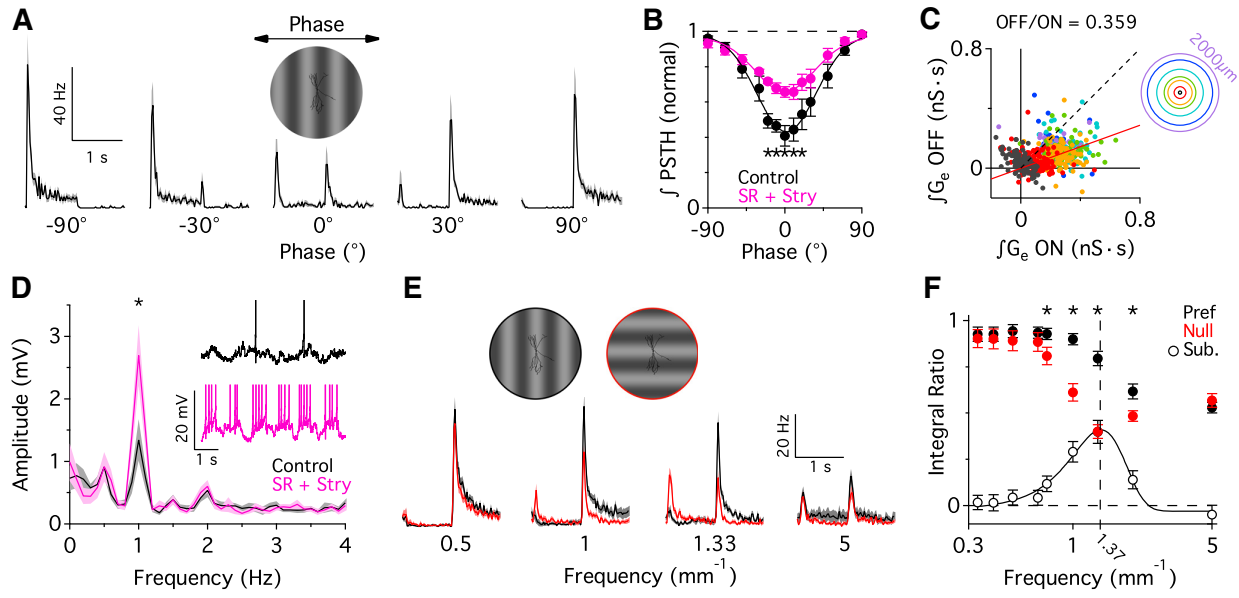 A
Phase
40 Hz
1 s
-90°
-30°
0°
30°
90°
Phase (°)
B
∫ PSTH (normal)
1
0
*****
Control
SR + Stry
-90
0
90
Phase (°)
C
OFF/ON = 0.359
2000µm
∫Ge OFF (nS·s)
0.8
0
0
0.8
∫Ge ON (nS·s)
D
*
Amplitude (mV)
3
2
1
0
20 mV
1 s
Control
SR + Stry
0
1
2
3
4
Frequency (Hz)
E
20 Hz
1 s
0.5
1
1.33
5
Frequency (mm⁻¹)
F
* * * *
Pref
Null
Sub.
Integral Ratio
1
0
0.3
1
1.37
5
Frequency (mm⁻¹)